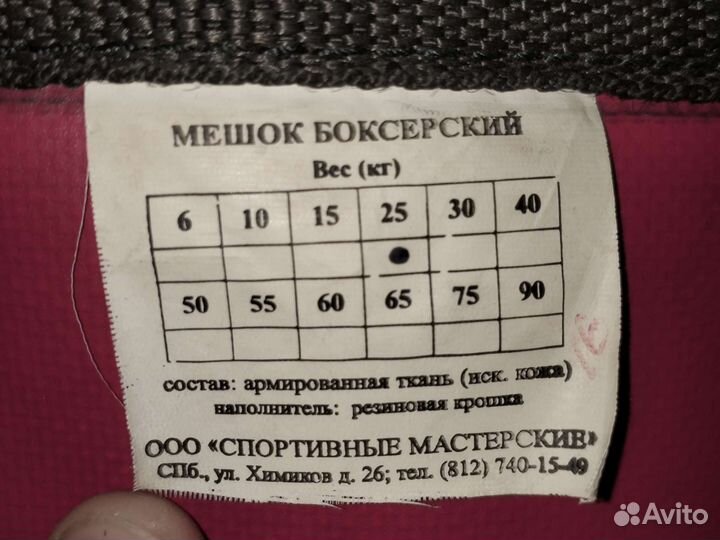 МЕШОК БОКСЕРСКИЙ
Вес (кг)
6 10 15 25 30 40
50 55 60 65 75 90
состав: армированная ткань (иск. кожа)
наполнитель: резиновая крошка
ООО «СПОРТИВНЫЕ МАСТЕРСКИЕ»
СПб., ул. Химиков д. 26; тел. (812) 740-15-49
Avito